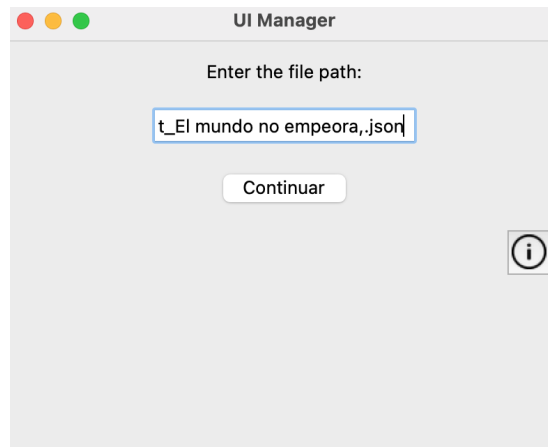 UI Manager
Enter the file path:
t_El mundo no empeora,.json
Continuar